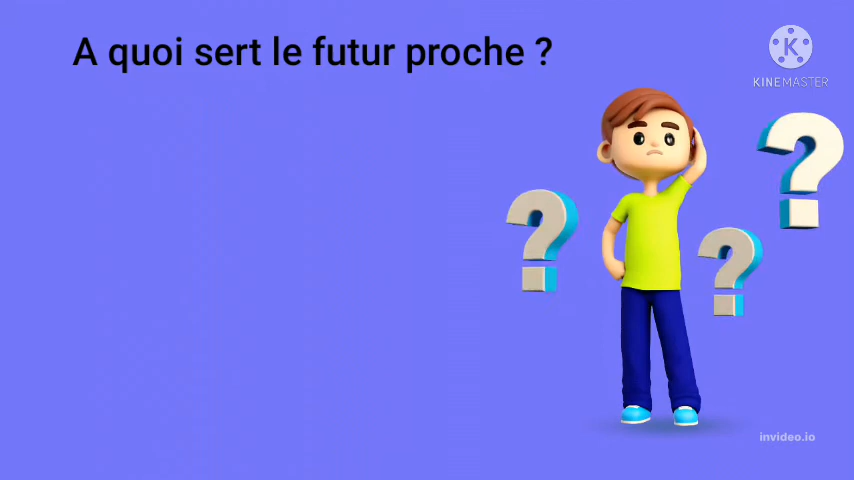 A quoi sert le futur proche ?
K
KINEMASTER
invideo.io